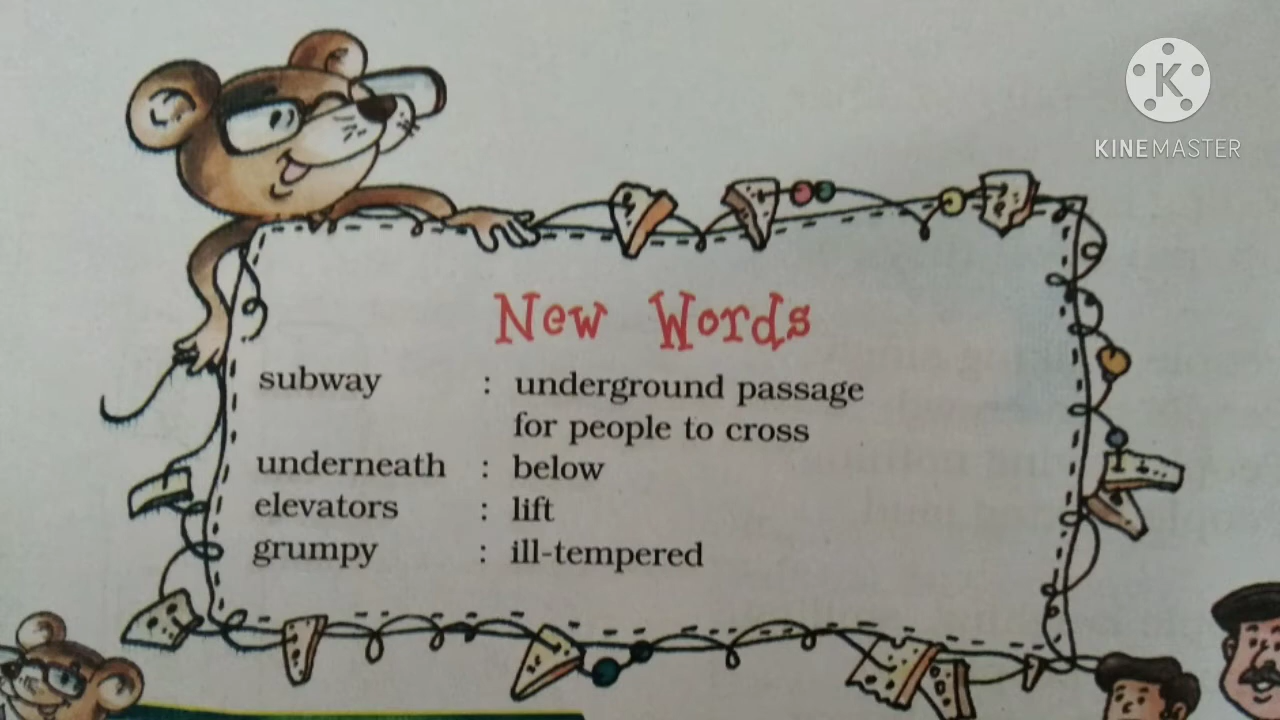 KINEMASTER
New Words
subway : underground passage
for people to cross
underneath : below
elevators : lift
grumpy : ill-tempered